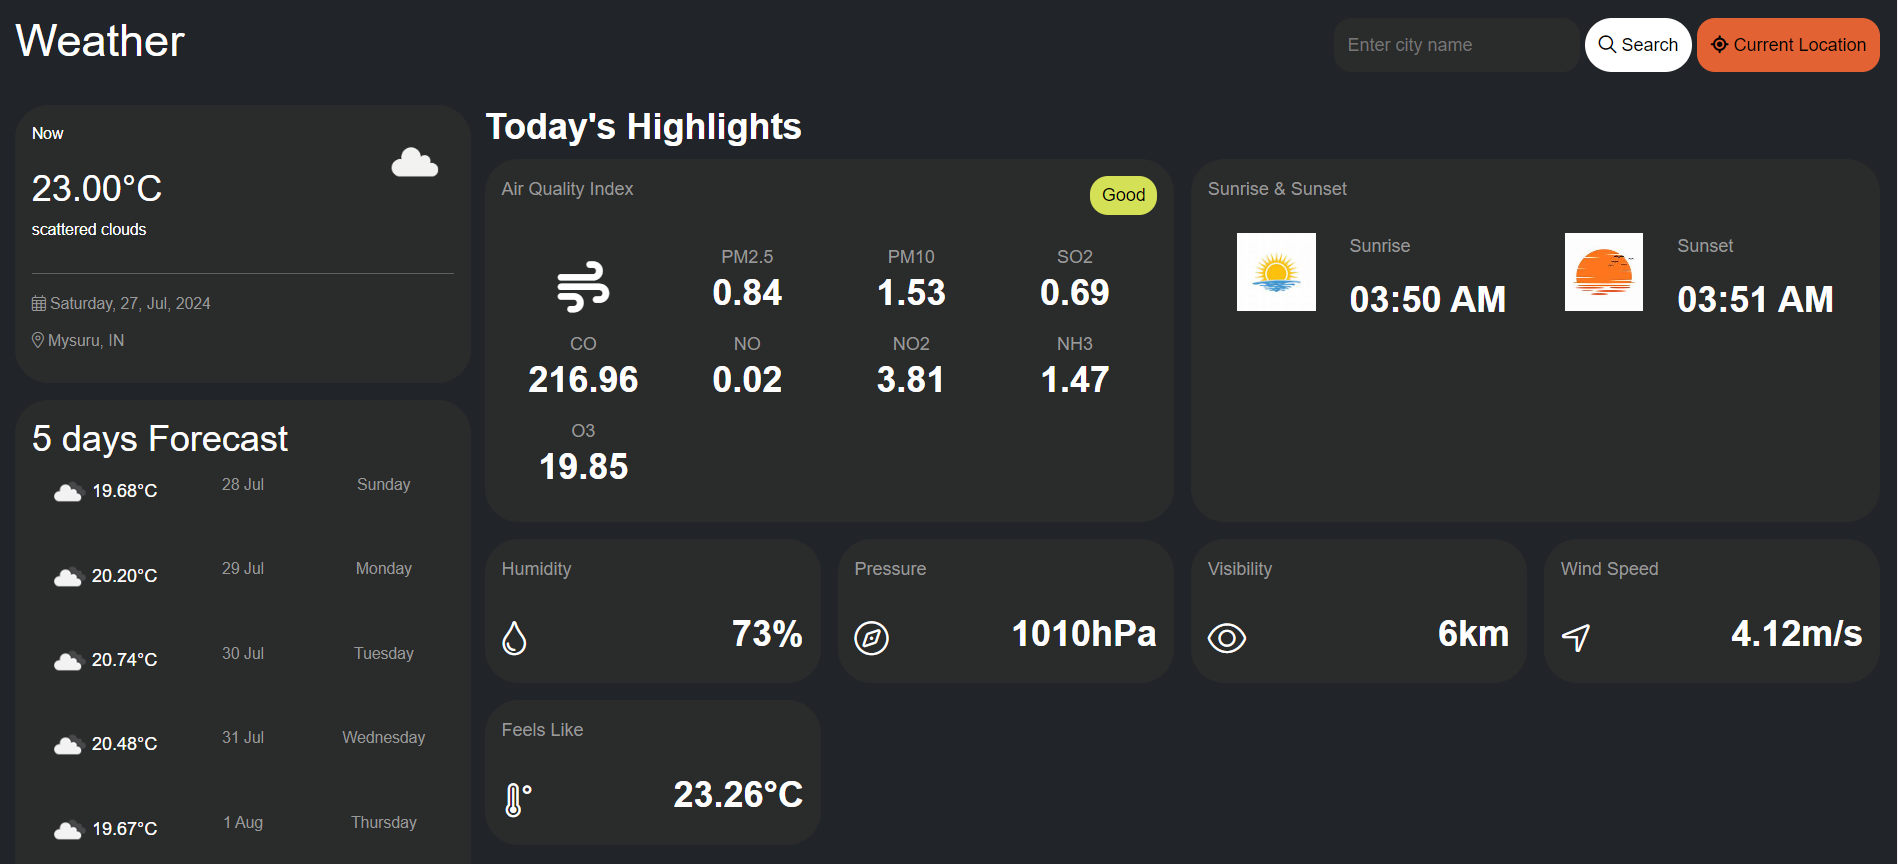 Weather
Enter city name
Search
Current Location
Now
23.00°C
scattered clouds
Saturday, 27, Jul, 2024
Mysuru, IN
5 days Forecast
19.68°C 28 Jul Sunday
20.20°C 29 Jul Monday
20.74°C 30 Jul Tuesday
20.48°C 31 Jul Wednesday
19.67°C 1 Aug Thursday
Today's Highlights
Air Quality Index
Good
PM2.5 PM10 SO2
0.84 1.53 0.69
CO NO NO2 NH3
216.96 0.02 3.81 1.47
O3
19.85
Sunrise & Sunset
Sunrise
03:50 AM
Sunset
03:51 AM
Humidity
73%
Pressure
1010hPa
Visibility
6km
Wind Speed
4.12m/s
Feels Like
23.26°C